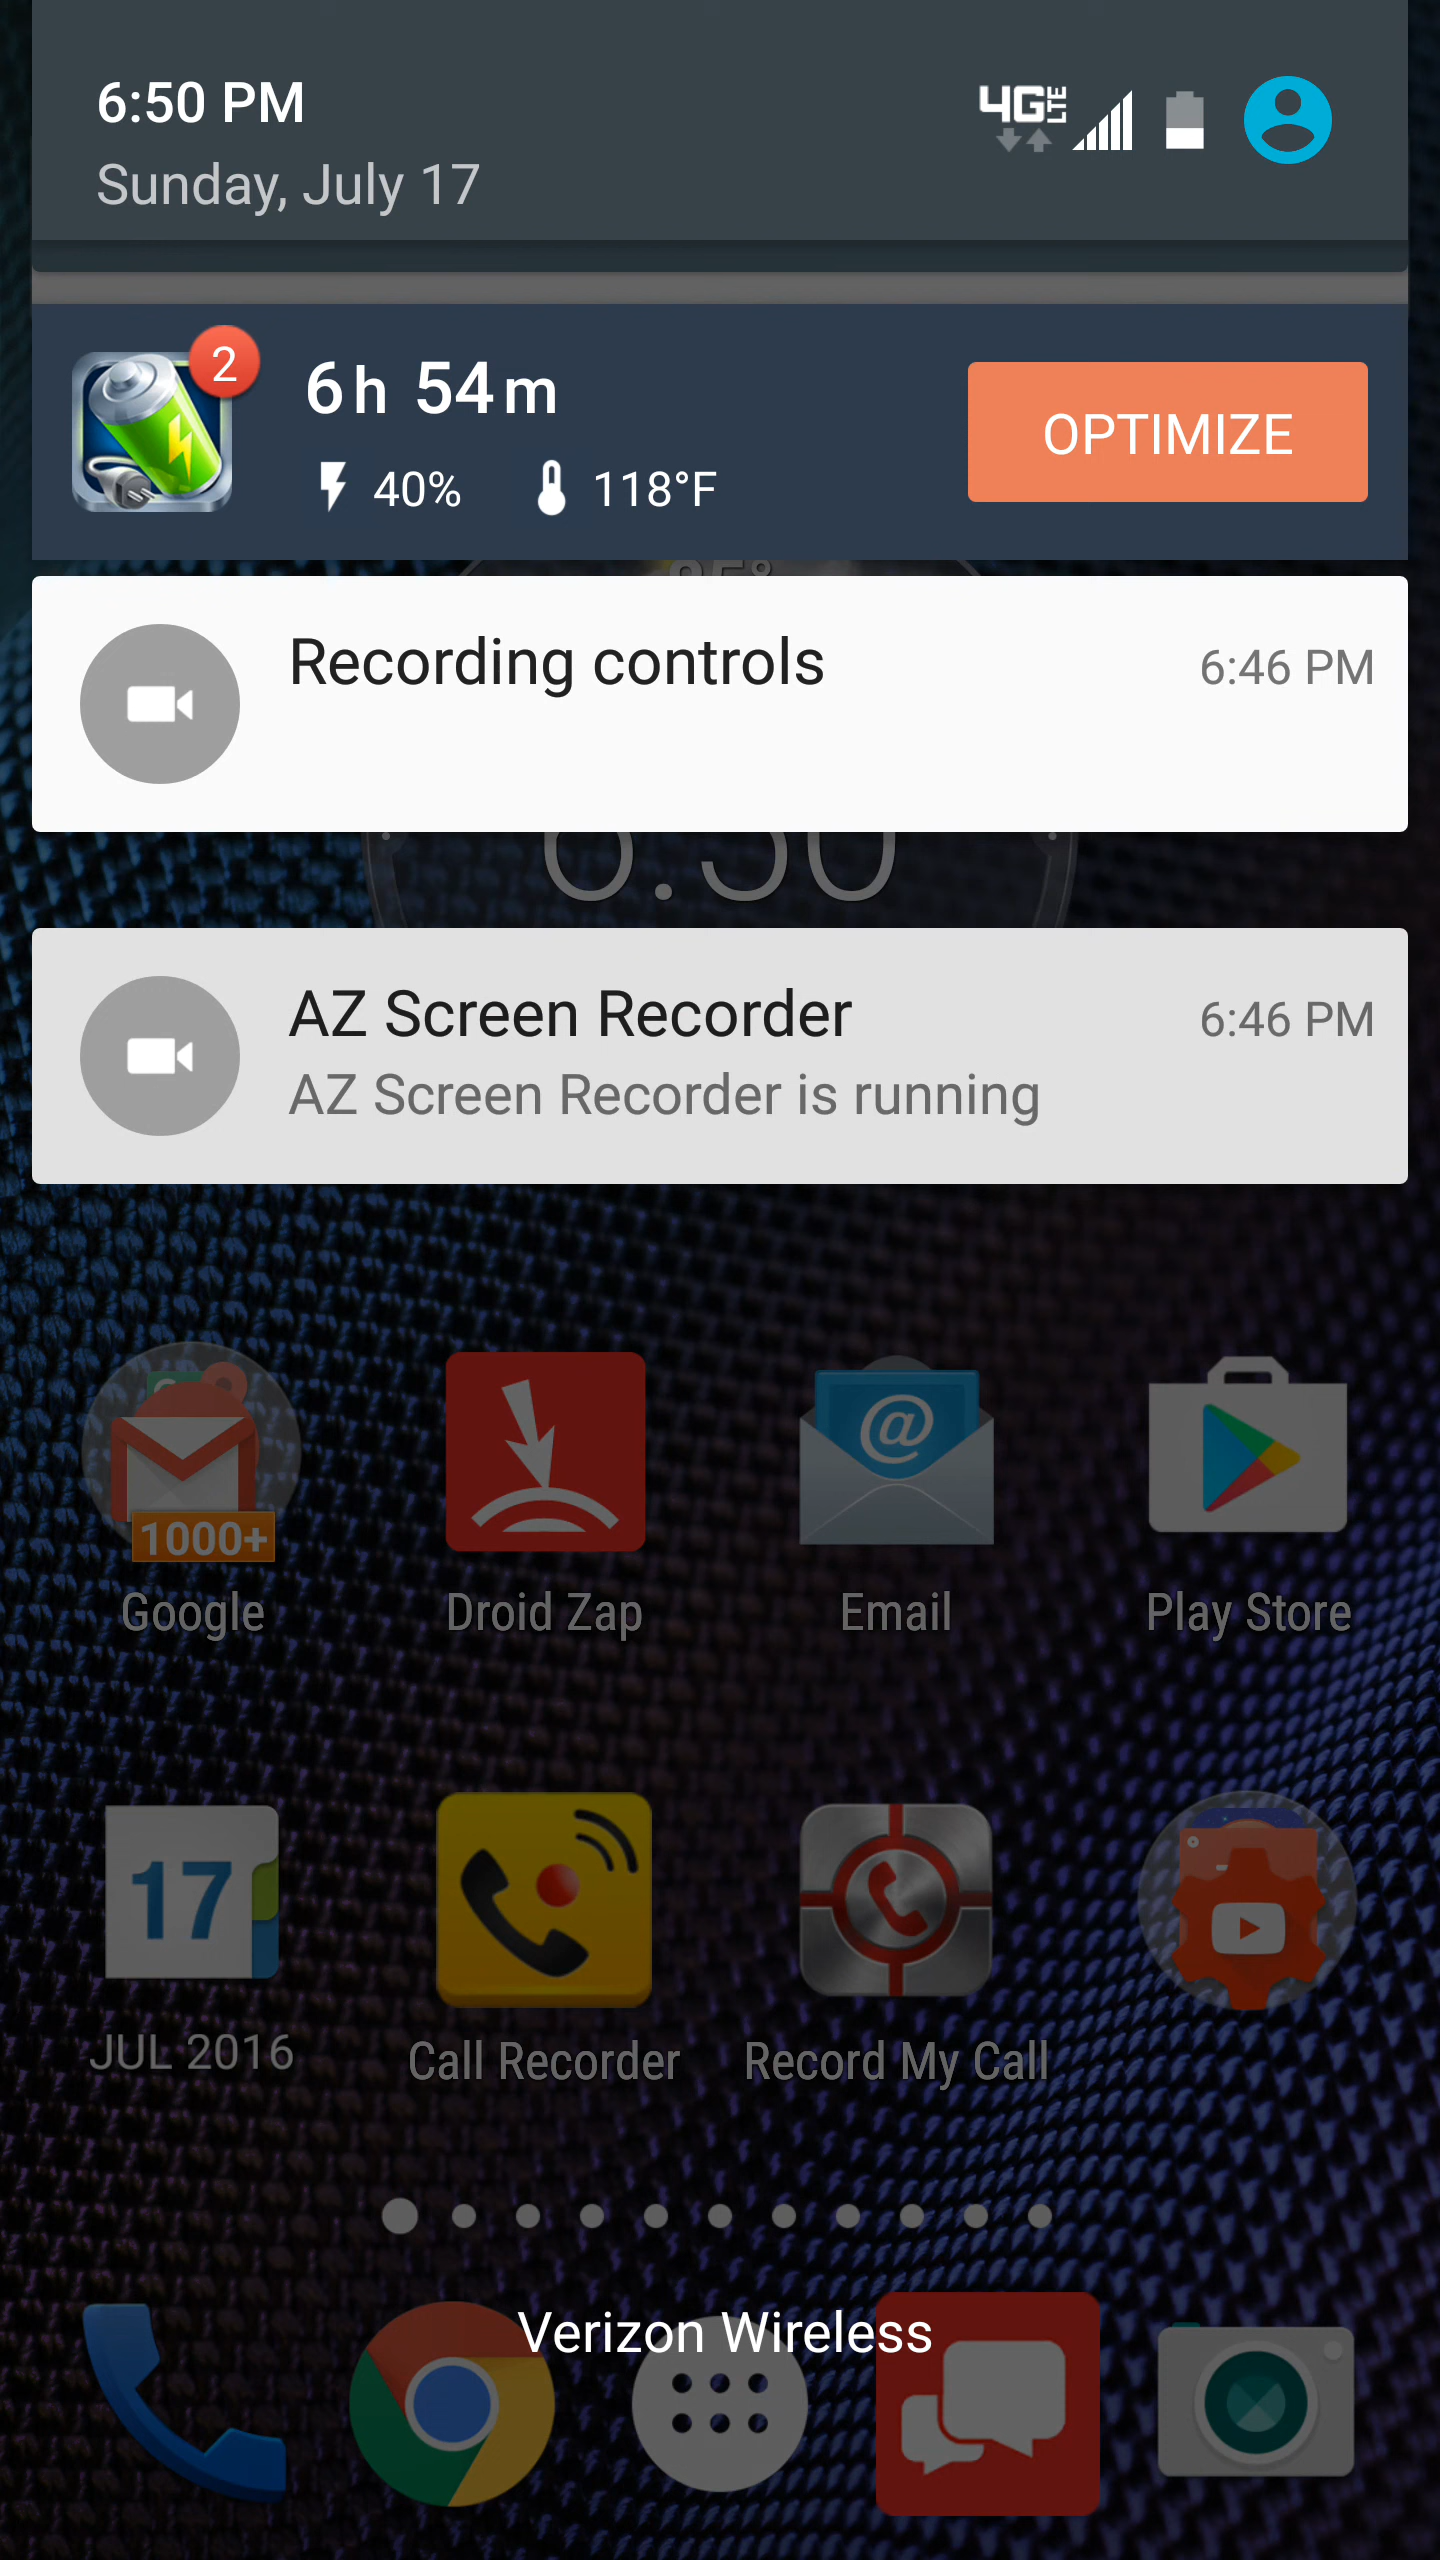 6:50 PM
4G LTE
Sunday, July 17
2
6h 54m
40%
118°F
OPTIMIZE
Recording controls
6:46 PM
6:50
AZ Screen Recorder
6:46 PM
AZ Screen Recorder is running
@
1000+
Google
Droid Zap
Email
Play Store
17
JUL 2016
Call Recorder
Record My Call
Verizon Wireless